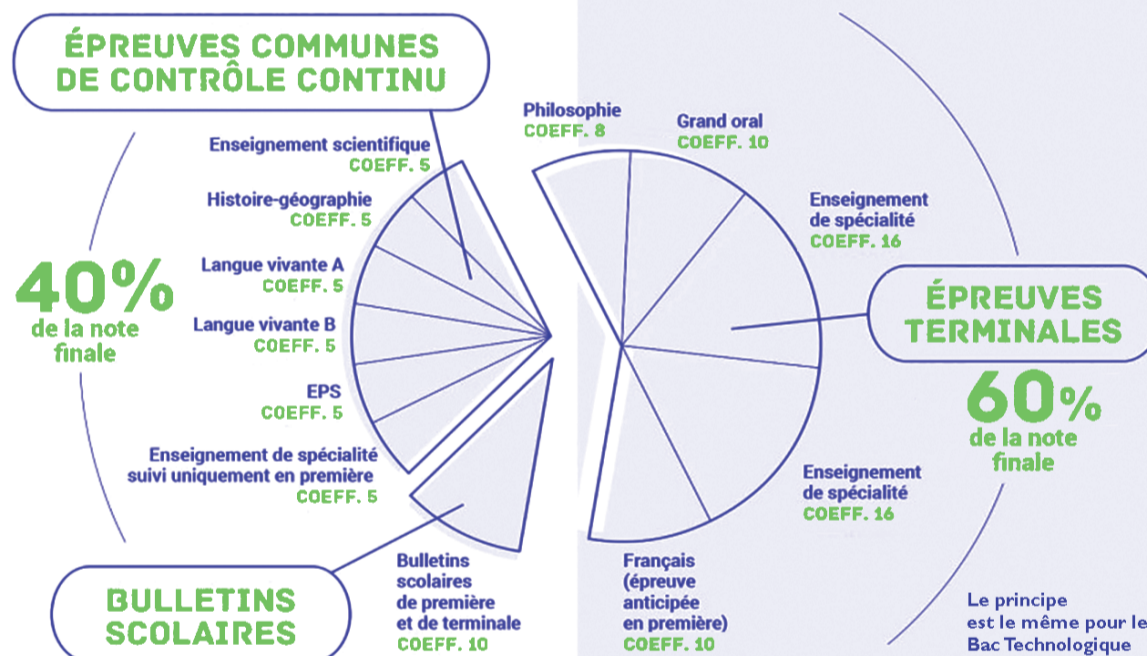 ÉPREUVES COMMUNES
DE CONTRÔLE CONTINU
Enseignement scientifique
COEFF. 5
Histoire-géographie
COEFF. 5
Langue vivante A
COEFF. 5
Langue vivante B
COEFF. 5
EPS
COEFF. 5
Enseignement de spécialité
suivi uniquement en première
COEFF. 5
40%
de la note
finale
BULLETINS
SCOLAIRES
Bulletins
scolaires
de première
et de terminale
COEFF. 10
Philosophie
COEFF. 8
Grand oral
COEFF. 10
Enseignement
de spécialité
COEFF. 16
ÉPREUVES
TERMINALES
60%
de la note
finale
Enseignement
de spécialité
COEFF. 16
Français
(épreuve
anticipée
en première)
COEFF. 10
Le principe
est le même pour le
Bac Technologique